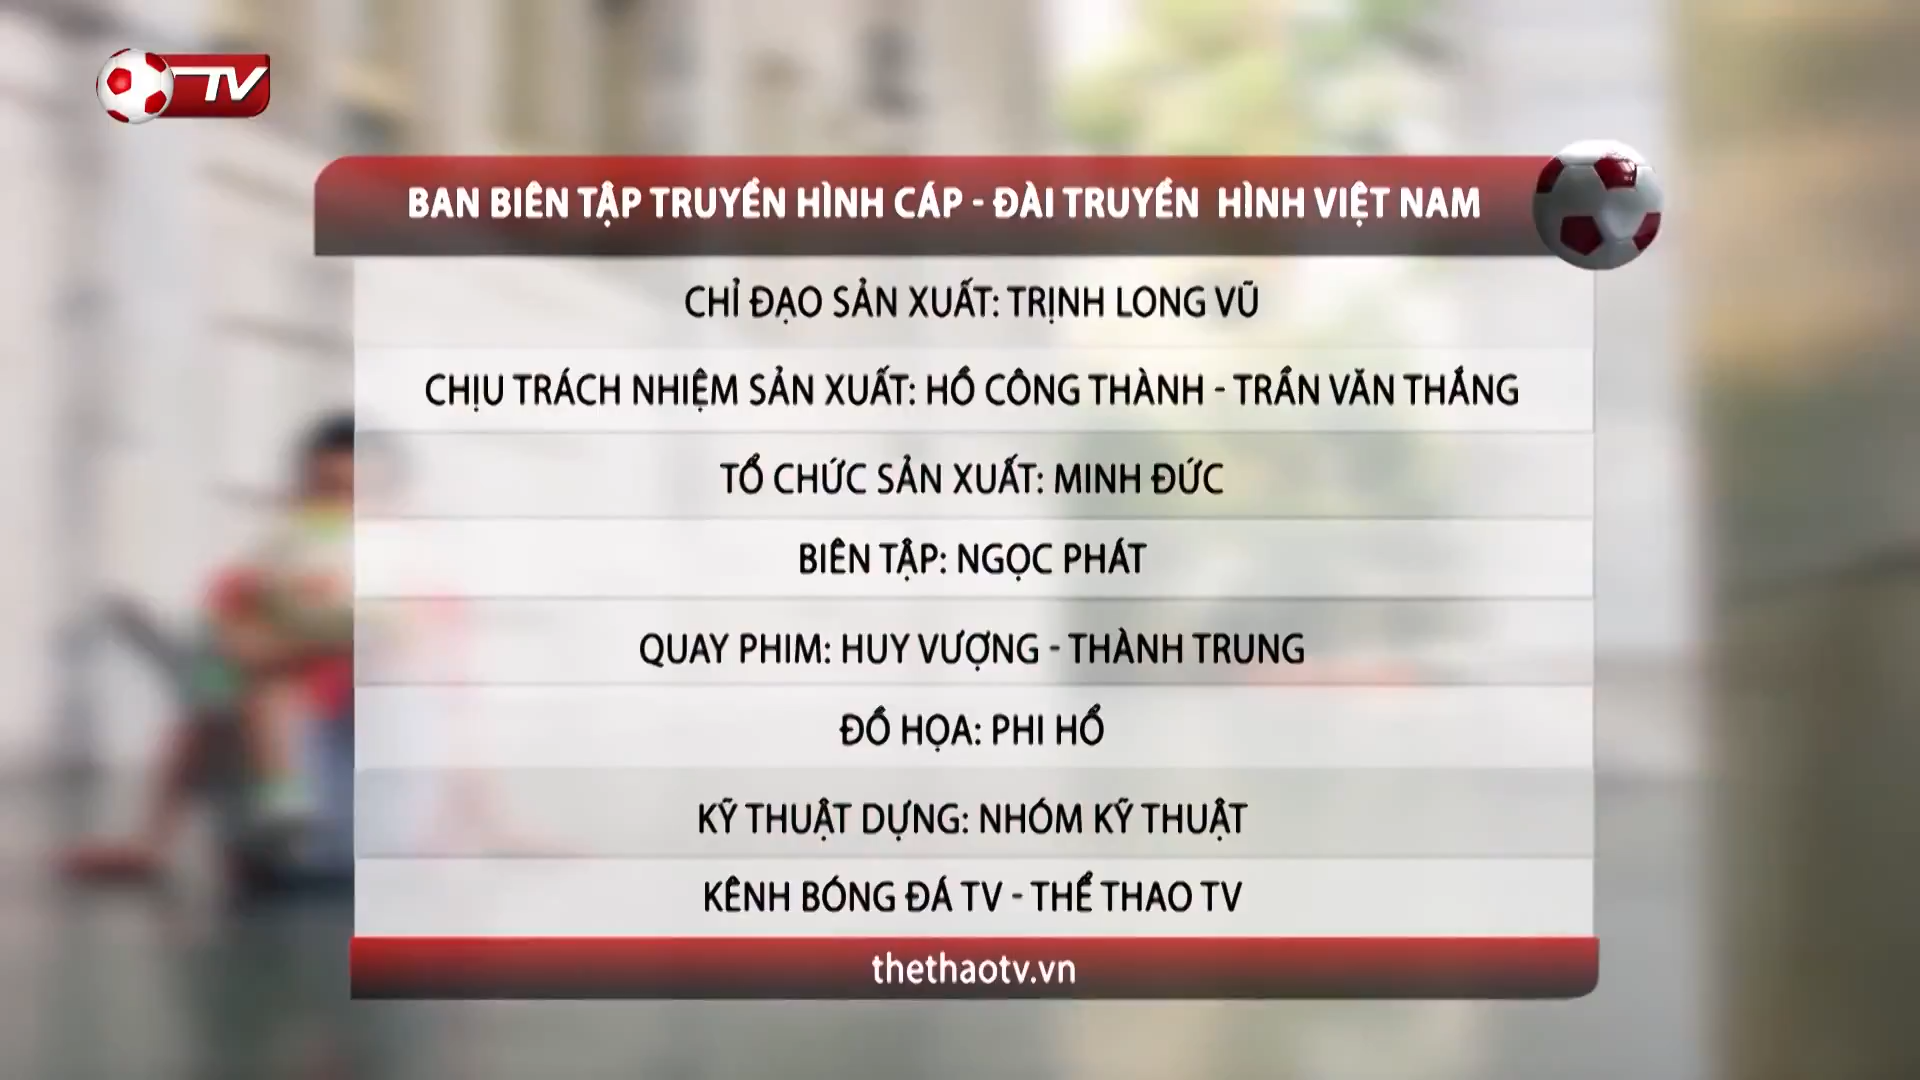 TV
BAN BIÊN TẬP TRUYỀN HÌNH CÁP - ĐÀI TRUYỀN HÌNH VIỆT NAM
CHỈ ĐẠO SẢN XUẤT: TRỊNH LONG VŨ
CHỊU TRÁCH NHIỆM SẢN XUẤT: HỒ CÔNG THÀNH - TRẦN VĂN THẮNG
TỔ CHỨC SẢN XUẤT: MINH ĐỨC
BIÊN TẬP: NGỌC PHÁT
QUAY PHIM: HUY VƯỢNG - THÀNH TRUNG
ĐỒ HỌA: PHI HỔ
KỸ THUẬT DỰNG: NHÓM KỸ THUẬT
KÊNH BÓNG ĐÁ TV - THỂ THAO TV
thethaotv.vn